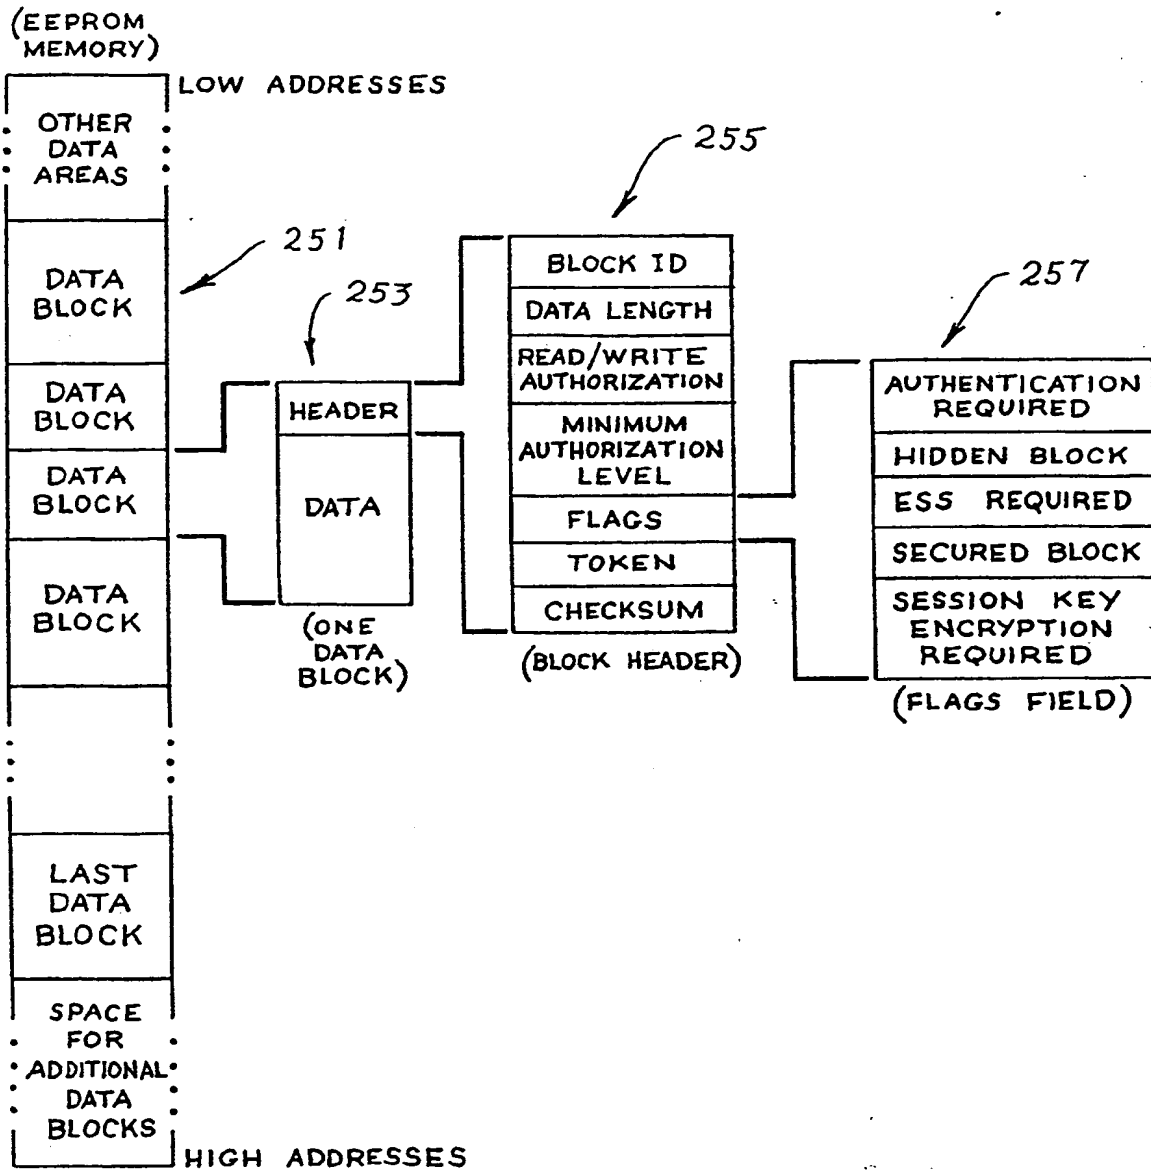 (EEPROM
MEMORY)
LOW ADDRESSES
OTHER
DATA
AREAS
DATA
BLOCK
251
DATA
BLOCK
DATA
BLOCK
DATA
BLOCK
LAST
DATA
BLOCK
SPACE
FOR
ADDITIONAL
DATA
BLOCKS
HIGH ADDRESSES
253
HEADER
DATA
(ONE
DATA
BLOCK)
255
BLOCK ID
DATA LENGTH
READ/WRITE
AUTHORIZATION
MINIMUM
AUTHORIZATION
LEVEL
FLAGS
TOKEN
CHECKSUM
(BLOCK HEADER)
257
AUTHENTICATION
REQUIRED
HIDDEN BLOCK
ESS REQUIRED
SECURED BLOCK
SESSION KEY
ENCRYPTION
REQUIRED
(FLAGS FIELD)